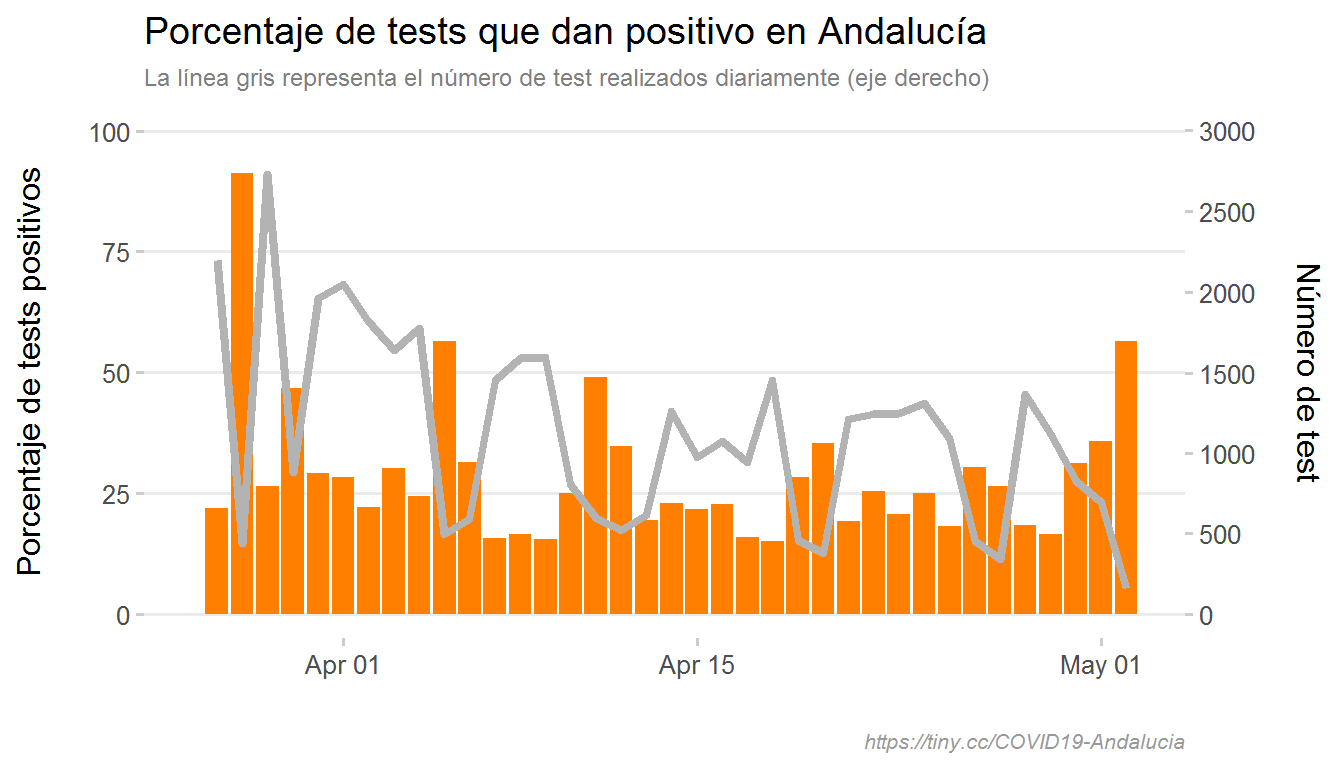 Porcentaje de tests que dan positivo en Andalucía
La línea gris representa el número de test realizados diariamente (eje derecho)
Porcentaje de tests positivos
100
75
50
25
0
3000
2500
2000
1500
1000
500
0
Número de test
Apr 01
Apr 15
May 01
https://tiny.cc/COVID19-Andalucia